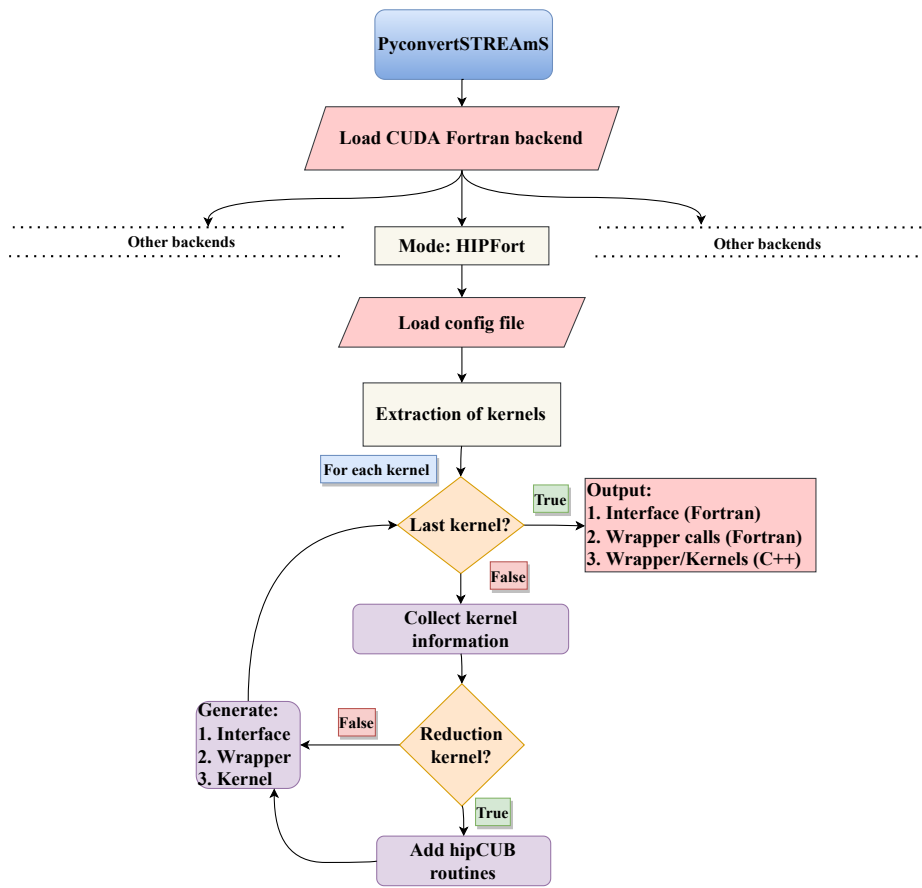 PyconvertSTREAmS
Load CUDA Fortran backend
Other backends
Mode: HIPFort
Other backends
Load config file
Extraction of kernels
For each kernel
Last kernel?
True
Output:
1. Interface (Fortran)
2. Wrapper calls (Fortran)
3. Wrapper/Kernels (C++)
False
Collect kernel
information
Reduction
kernel?
False
Generate:
1. Interface
2. Wrapper
3. Kernel
True
Add hipCUB
routines